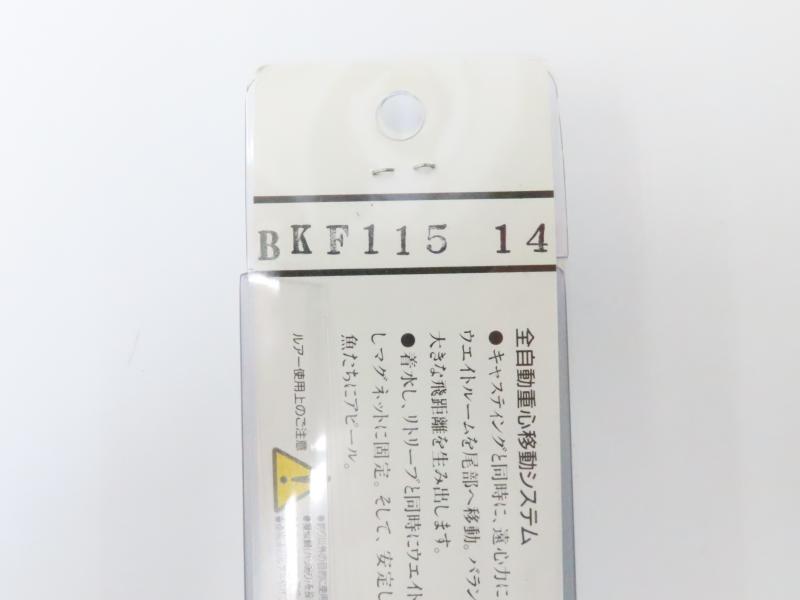 BKF115 14
全自動重心移動システム
●キャスティングと同時に、遠心力に
ウエイトルームを尾部へ移動。バラン
大きな飛距離を生み出します。
●着水し、リトリーブと同時にウエイト
しマグネットに固定。そして、安定し
魚たちにアピール。
ルアー使用上のご注意